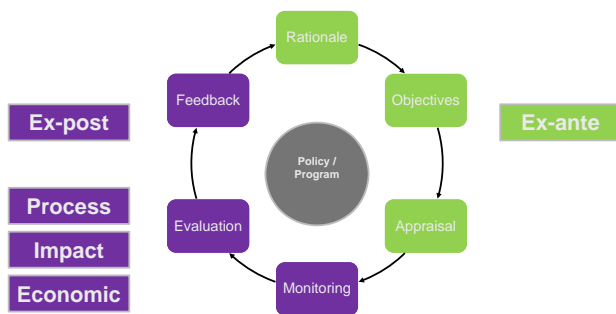 Rationale
Feedback
Objectives
Ex-post
Ex-ante
Policy /
Program
Process
Evaluation
Appraisal
Impact
Monitoring
Economic